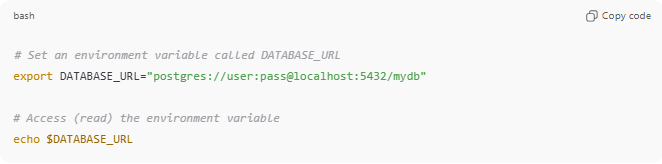 bash
Copy code
# Set an environment variable called DATABASE_URL
export DATABASE_URL="postgres://user:pass@localhost:5432/mydb"
# Access (read) the environment variable
echo $DATABASE_URL